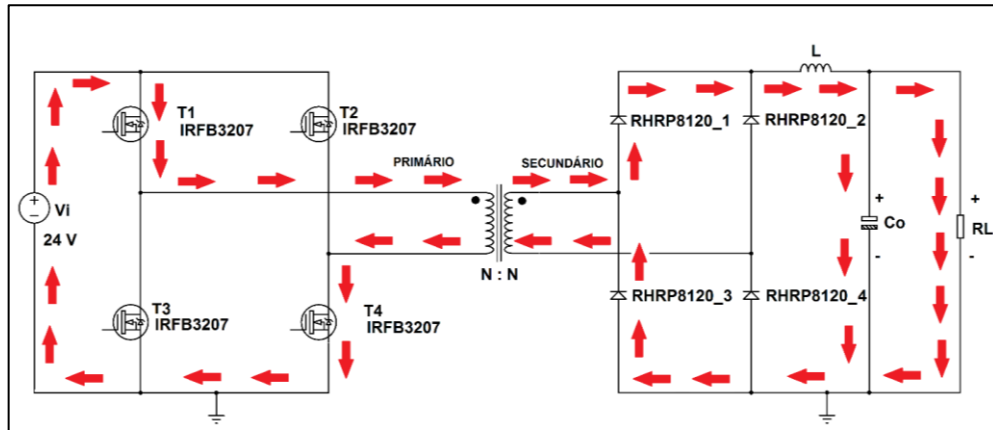 L
T1
IRFB3207
T2
IRFB3207
RHRP8120_1
RHRP8120_2
PRIMÁRIO
SECUNDÁRIO
+
-
Vi
24 V
+
Co
-
+
RL
-
N : N
T3
IRFB3207
T4
IRFB3207
RHRP8120_3
RHRP8120_4